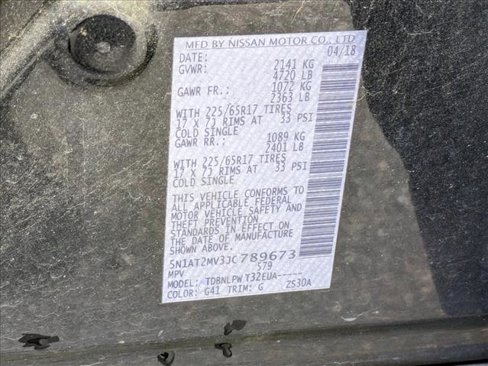 MFD BY NISSAN MOTOR CO., LTD
DATE: 04/18
GVWR: 2141 KG
4720 LB
GAWR FR.: 1072 KG
2363 LB
WITH 225/65R17 TIRES
17 X 7J RIMS AT 33 PSI
COLD SINGLE
GAWR RR.: 1089 KG
2401 LB
WITH 225/65R17 TIRES
17 X 7J RIMS AT 33 PSI
COLD SINGLE
THIS VEHICLE CONFORMS TO
ALL APPLICABLE FEDERAL
MOTOR VEHICLE SAFETY AND
THEFT PREVENTION
STANDARDS IN EFFECT ON
THE DATE OF MANUFACTURE
SHOWN ABOVE.
5N1AT2MV3JC789673
MPV 579
MODEL: TDBNLPWT32EUA-----
COLOR: G41 TRIM: G ZS3DA